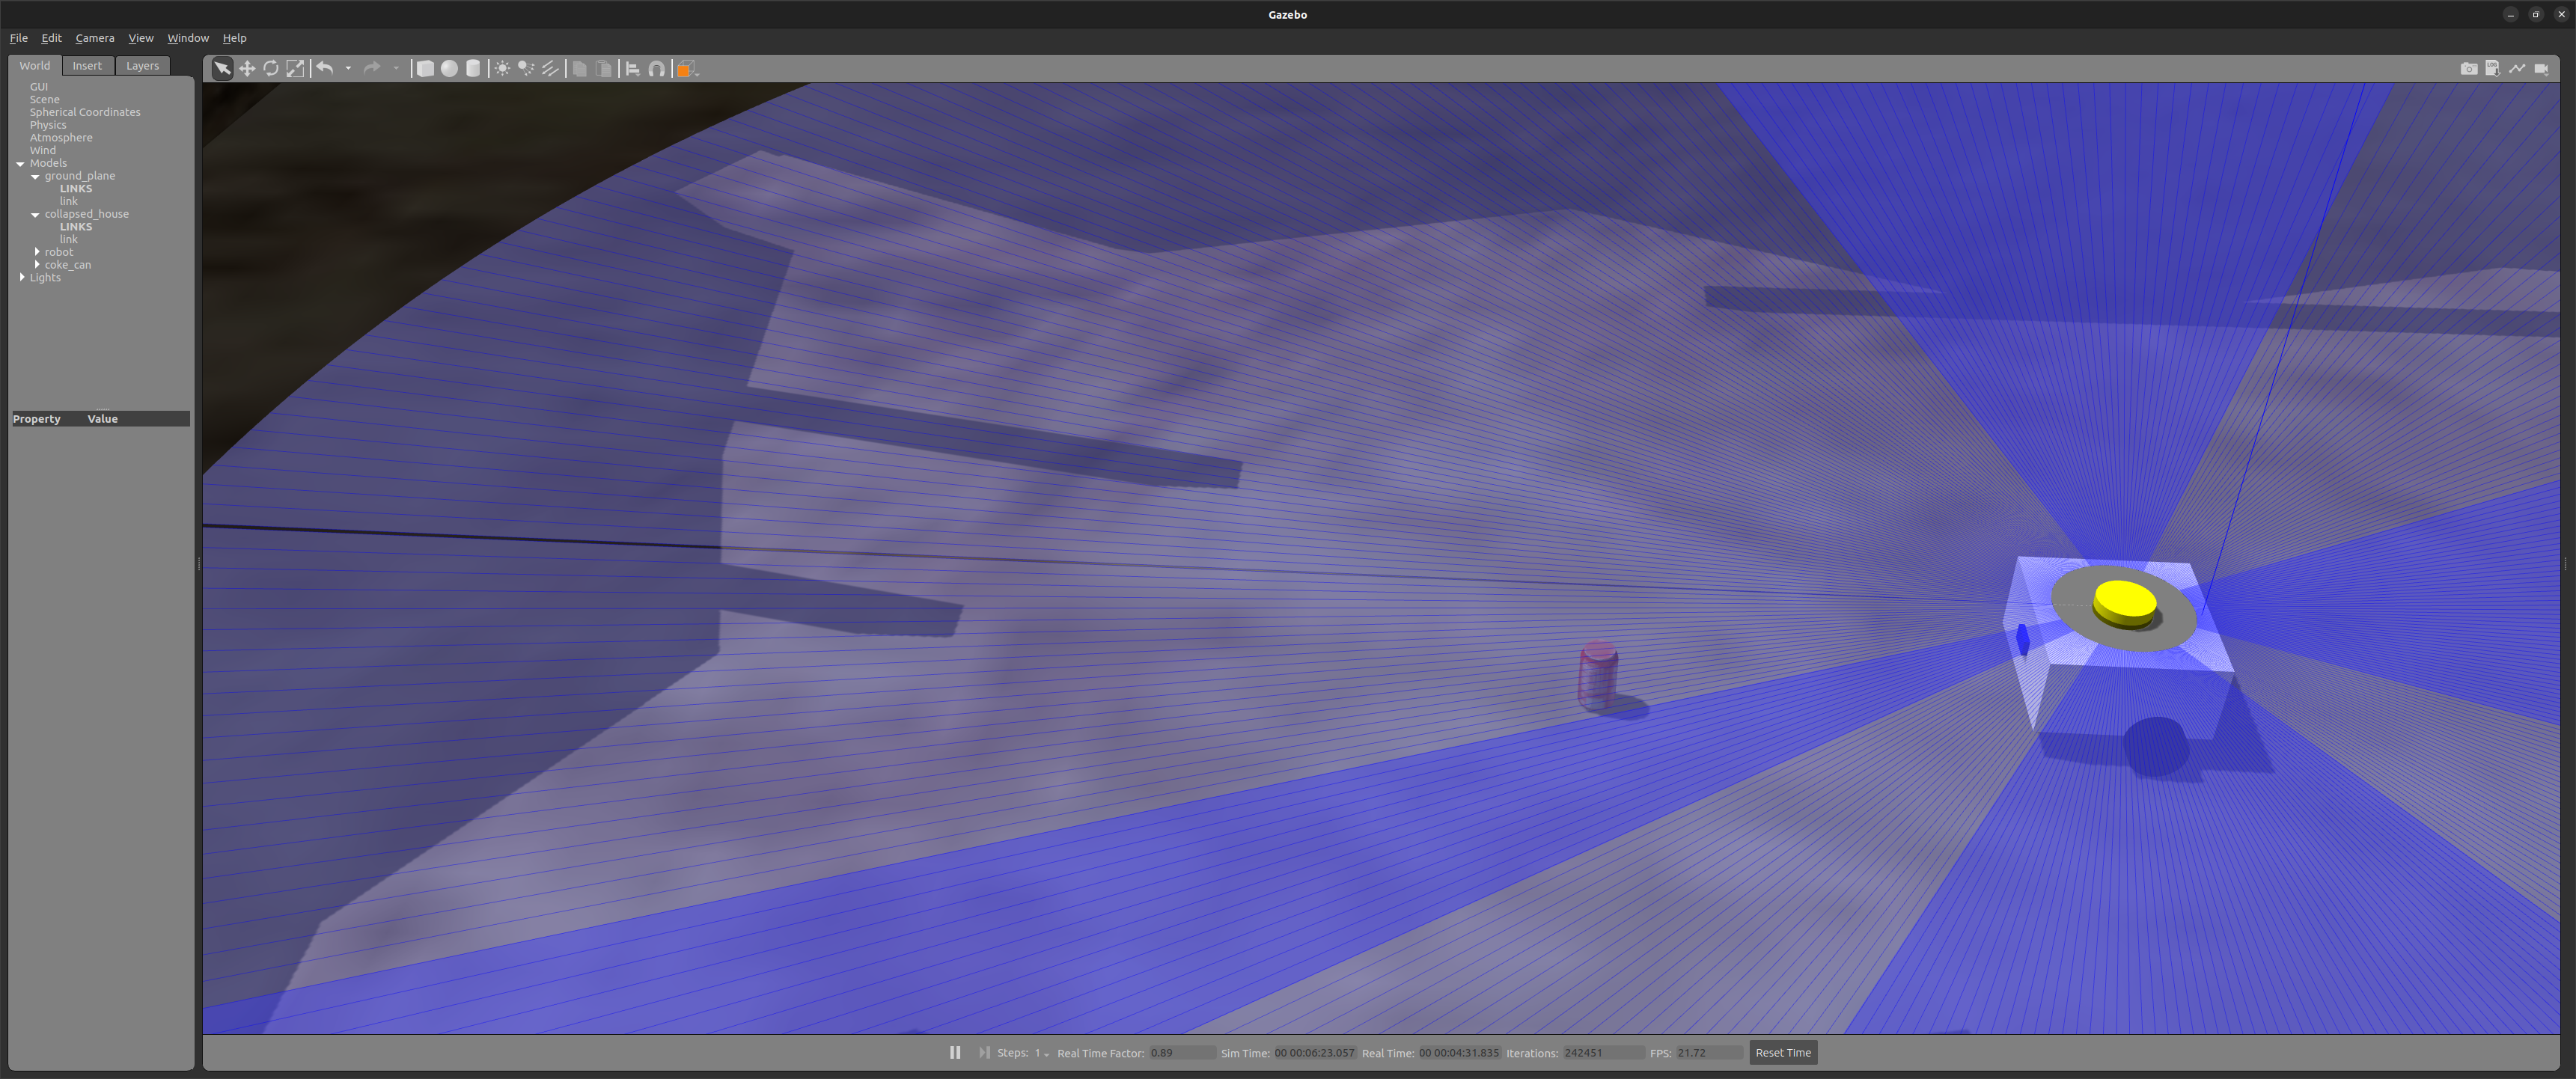 Gazebo
File Edit Camera View Window Help
World Insert Layers
GUI
Scene
Spherical Coordinates
Physics
Atmosphere
Wind
Models
ground_plane
LINKS
link
collapsed_house
LINKS
link
robot
coke_can
Lights
Property Value
LOG
Steps: 1 Real Time Factor: 0.89 Sim Time: 00 00:06:23.057 Real Time: 00 00:04:31.835 Iterations: 242451 FPS: 21.72 Reset Time